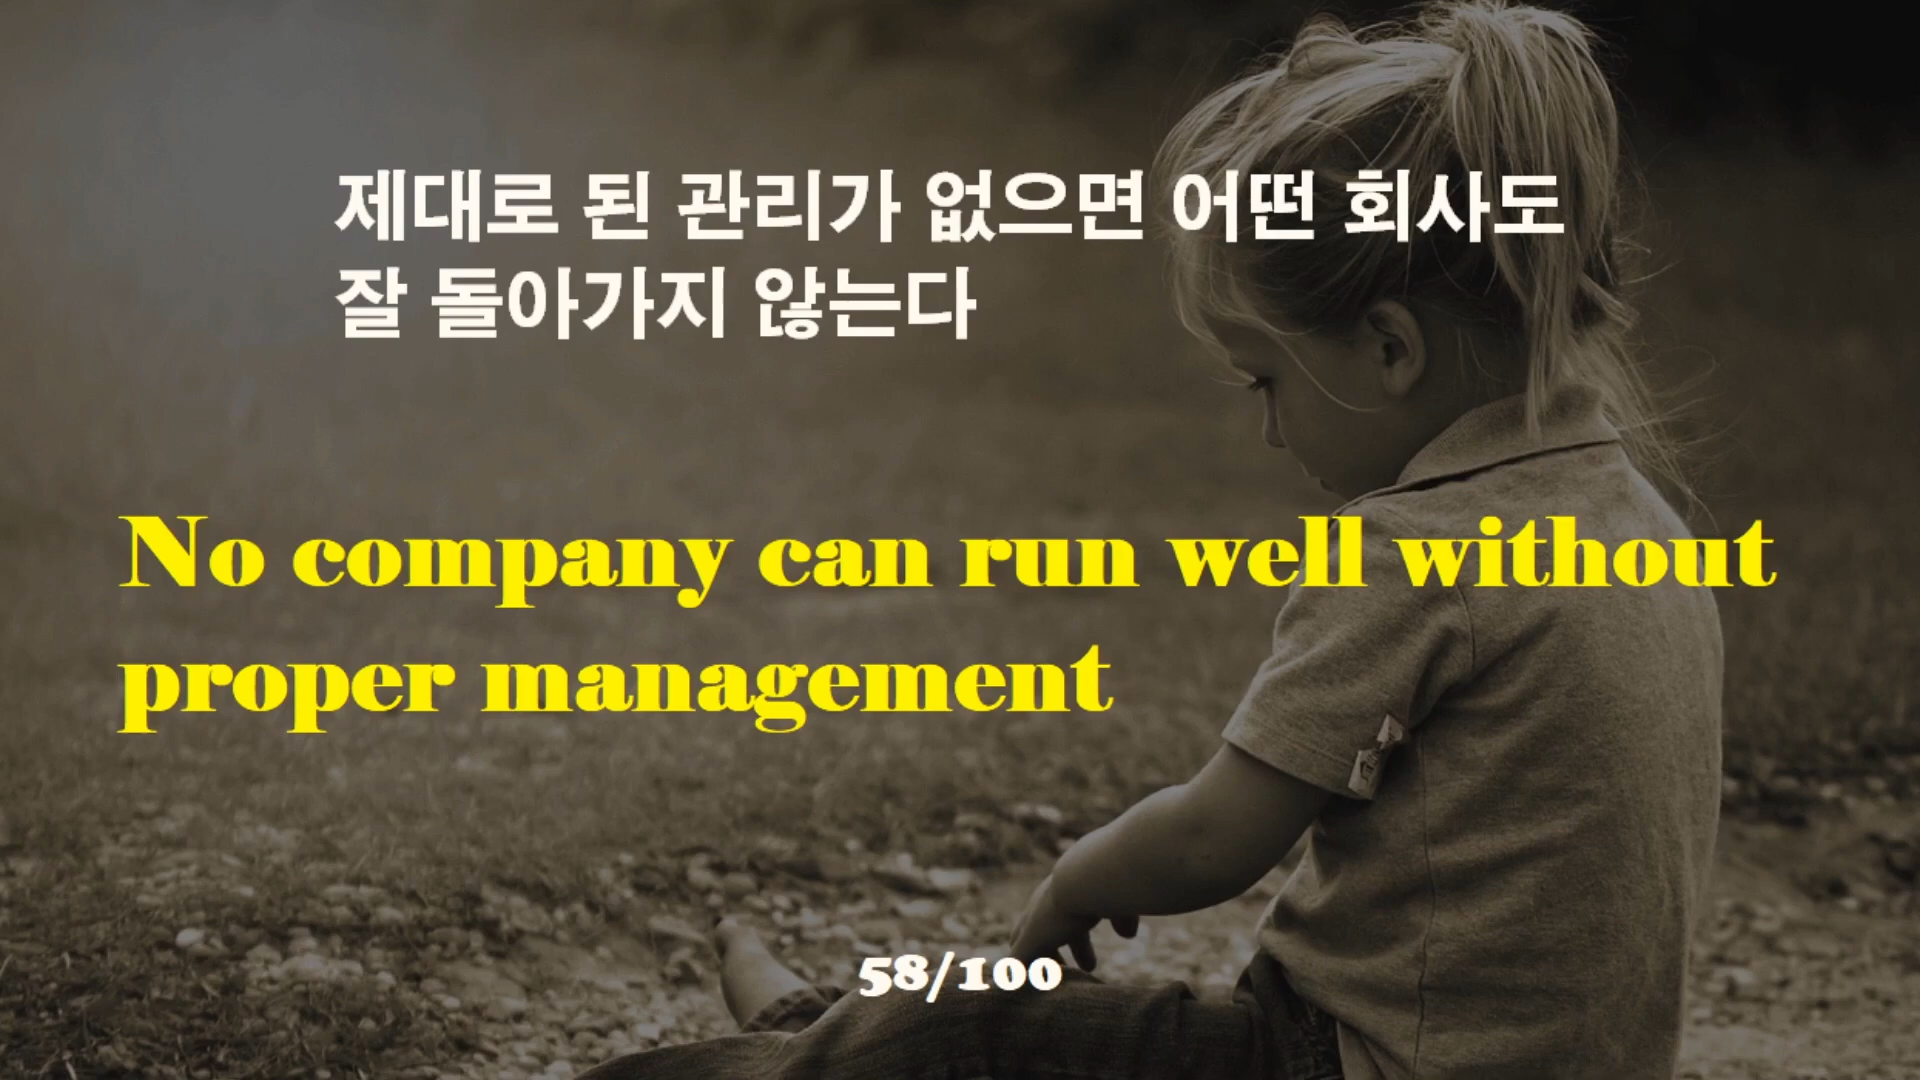 제대로 된 관리가 없으면 어떤 회사도
잘 돌아가지 않는다
No company can run well without
proper management
58/100